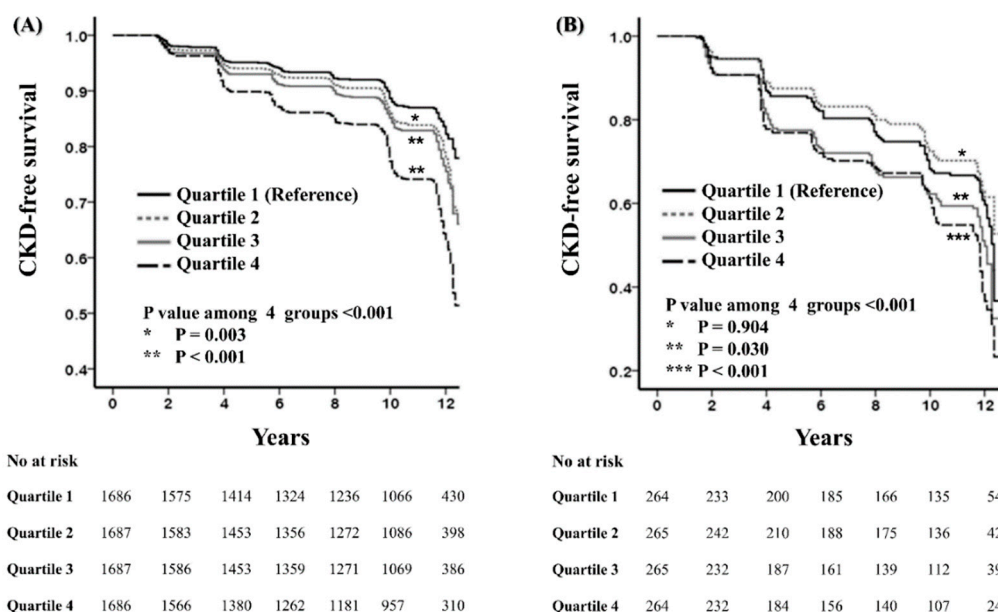 (A)
CKD-free survival
1.0
0.9
0.8
0.7
0.6
0.5
0.4
*
**
**
Quartile 1 (Reference)
Quartile 2
Quartile 3
Quartile 4
P value among 4 groups <0.001
* P = 0.003
** P < 0.001
0 2 4 6 8 10 12
Years
No at risk
Quartile 1 1686 1575 1414 1324 1236 1066 430
Quartile 2 1687 1583 1453 1356 1272 1086 398
Quartile 3 1687 1586 1453 1359 1271 1069 386
Quartile 4 1686 1566 1380 1262 1181 957 310
(B)
CKD-free survival
1.0
0.8
0.6
0.4
0.2
*
**
***
Quartile 1 (Reference)
Quartile 2
Quartile 3
Quartile 4
P value among 4 groups <0.001
* P = 0.904
** P = 0.030
*** P < 0.001
0 2 4 6 8 10 12
Years
No at risk
Quartile 1 264 233 200 185 166 135 54
Quartile 2 265 242 210 188 175 136 42
Quartile 3 265 232 187 161 139 112 39
Quartile 4 264 232 184 156 140 107 24